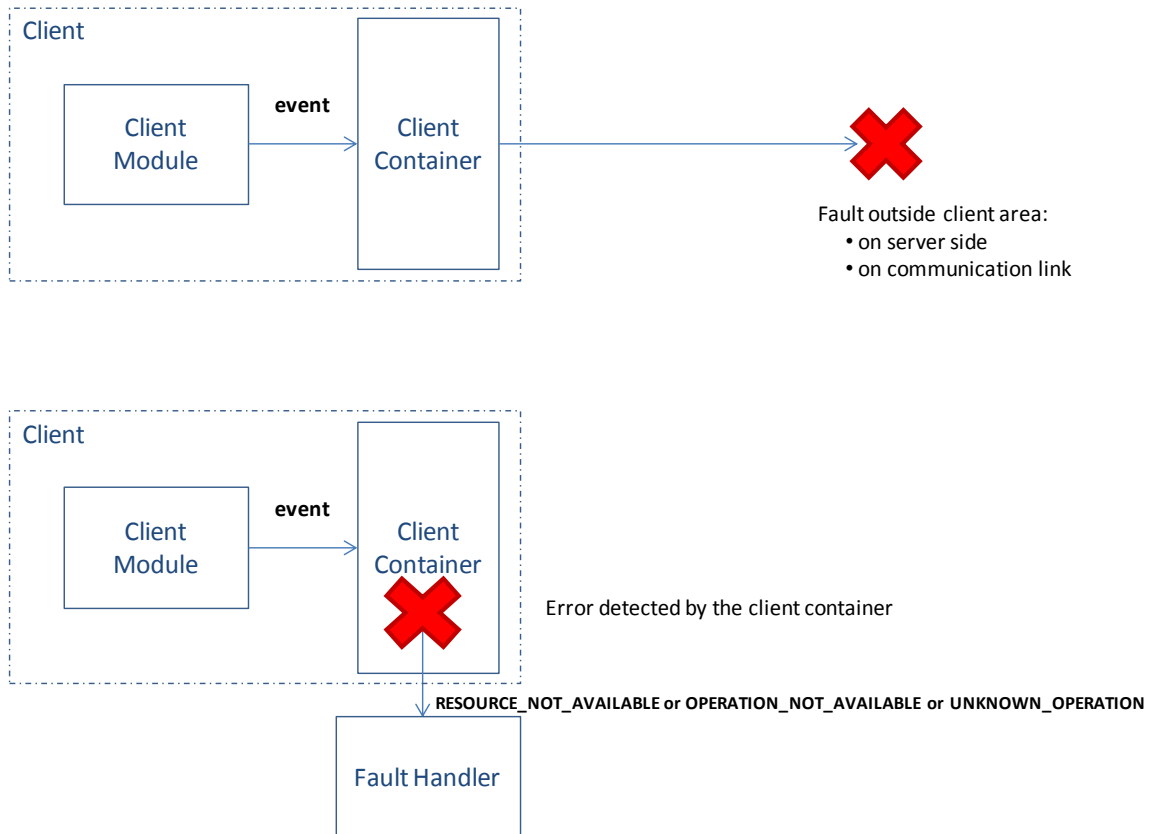 Client
event
Client
Module
Client
Container
Fault outside client area:
• on server side
• on communication link
Client
event
Client
Module
Client
Container
Error detected by the client container
RESOURCE_NOT_AVAILABLE or OPERATION_NOT_AVAILABLE or UNKNOWN_OPERATION
Fault Handler